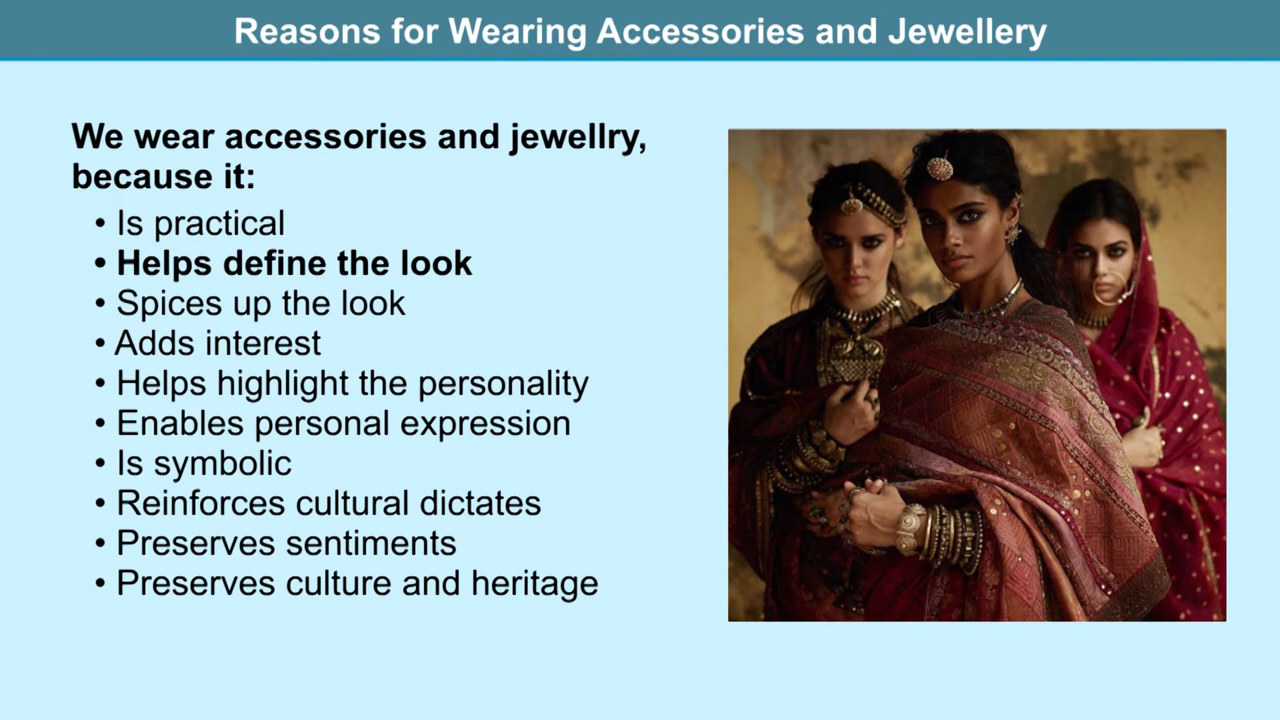 Reasons for Wearing Accessories and Jewellery
We wear accessories and jewellry,
because it:
• Is practical
• Helps define the look
• Spices up the look
• Adds interest
• Helps highlight the personality
• Enables personal expression
• Is symbolic
• Reinforces cultural dictates
• Preserves sentiments
• Preserves culture and heritage